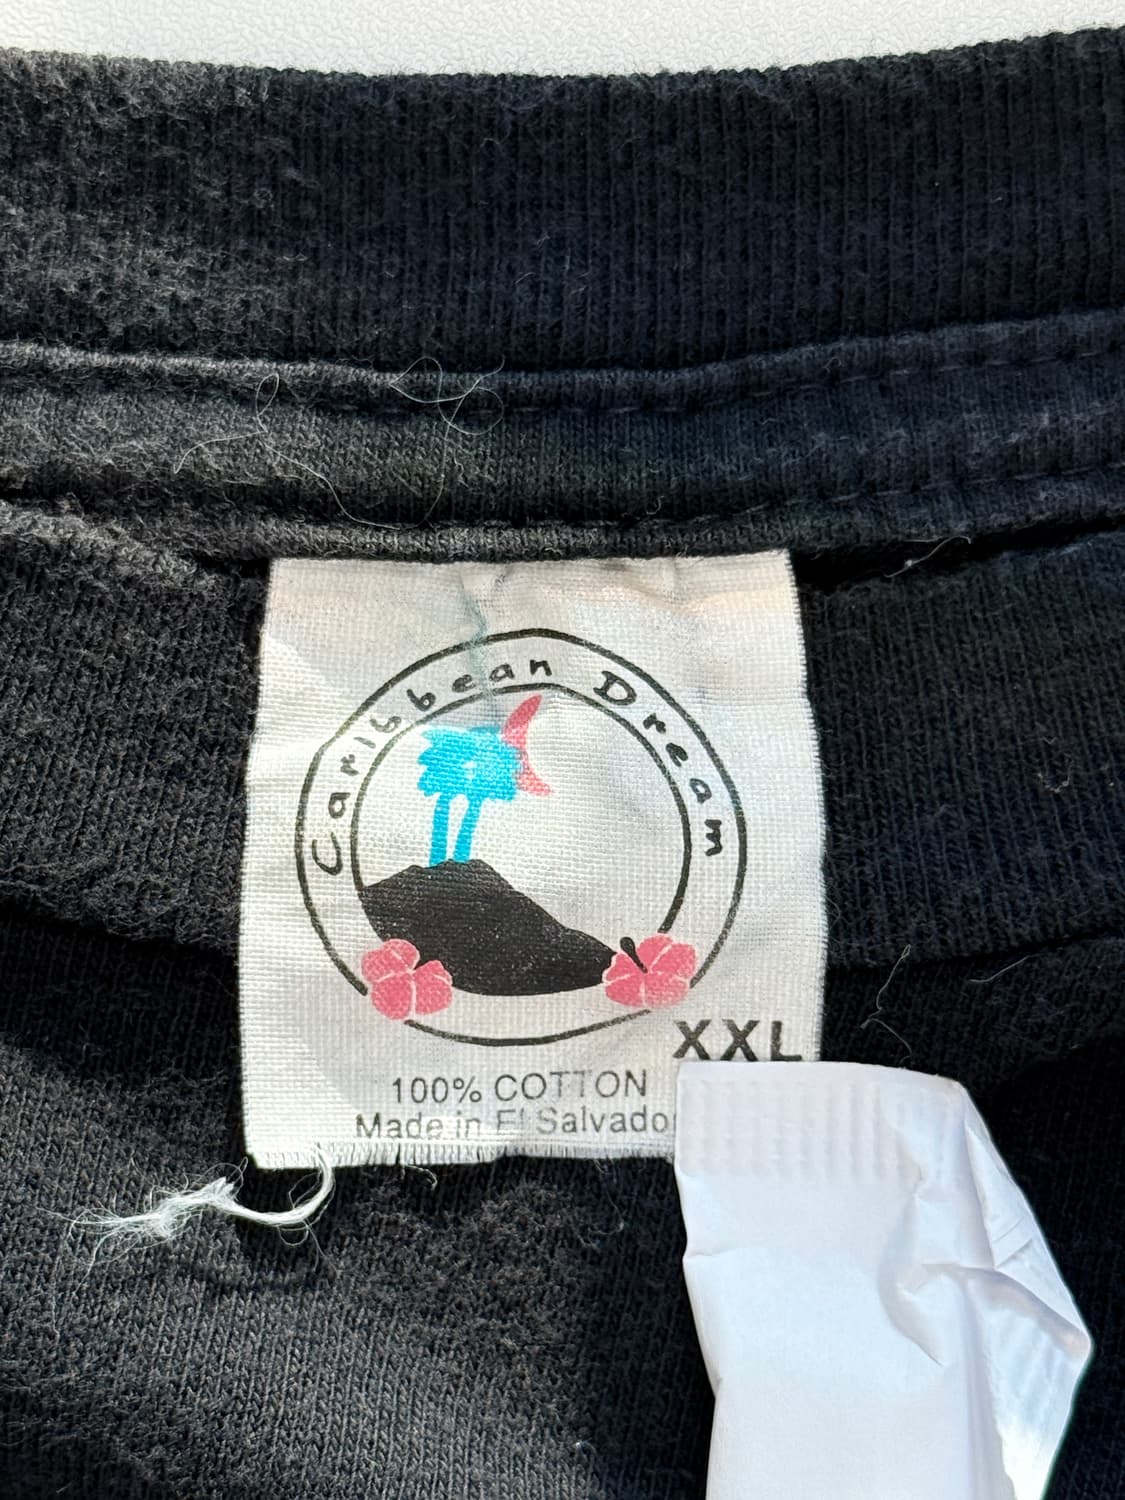 Caribbean Dream
XXL
100% COTTON
Made in El Salvador